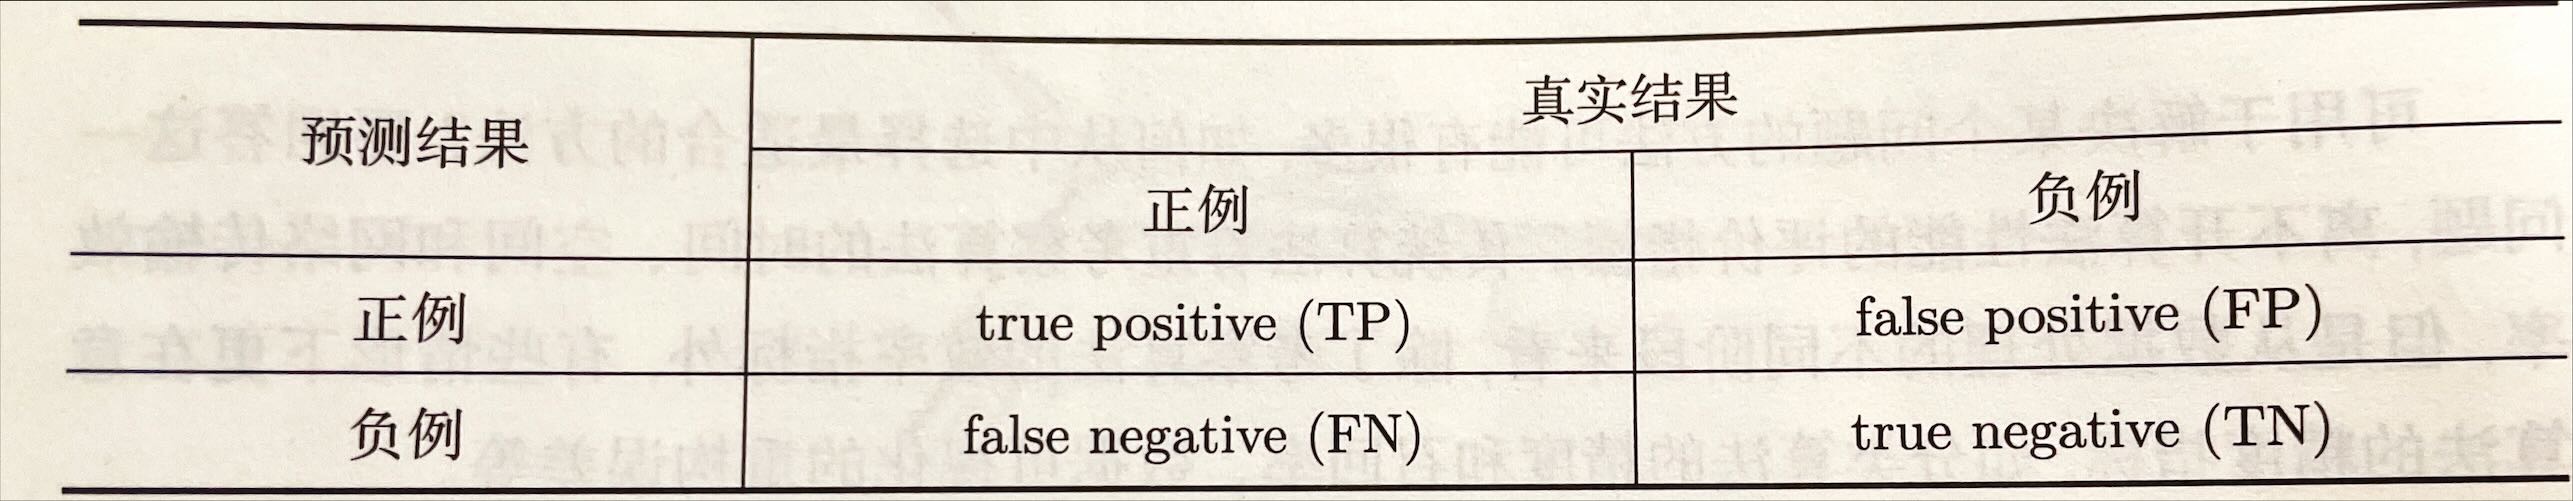 真实结果
预测结果
正例 负例
正例 true positive (TP) false positive (FP)
负例 false negative (FN) true negative (TN)